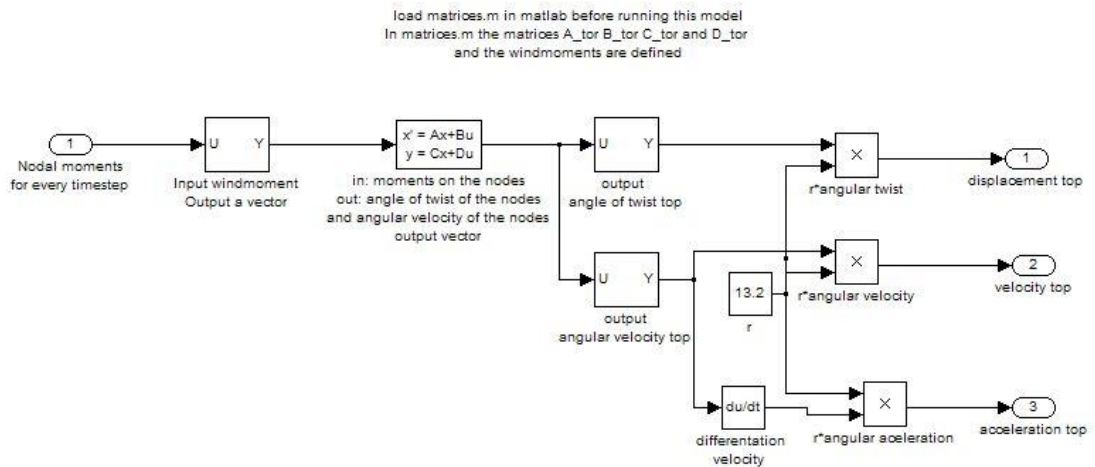 load matrices.m in matlab before running this model
In matrices.m the matrices A_tor B_tor C_tor and D_tor
and the windmoments are defined
1
Nodal moments
for every timestep
U Y
Input windmoment
Output a vector
x' = Ax+Bu
y = Cx+Du
in: moments on the nodes
out: angle of twist of the nodes
and angular velocity of the nodes
output vector
U Y
output
angle of twist top
×
r*angular twist
1
displacement top
U Y
output
angular velocity top
13.2
r
×
r*angular velocity
2
velocity top
du/dt
differentation
velocity
×
r*angular aceleration
3
acceleration top